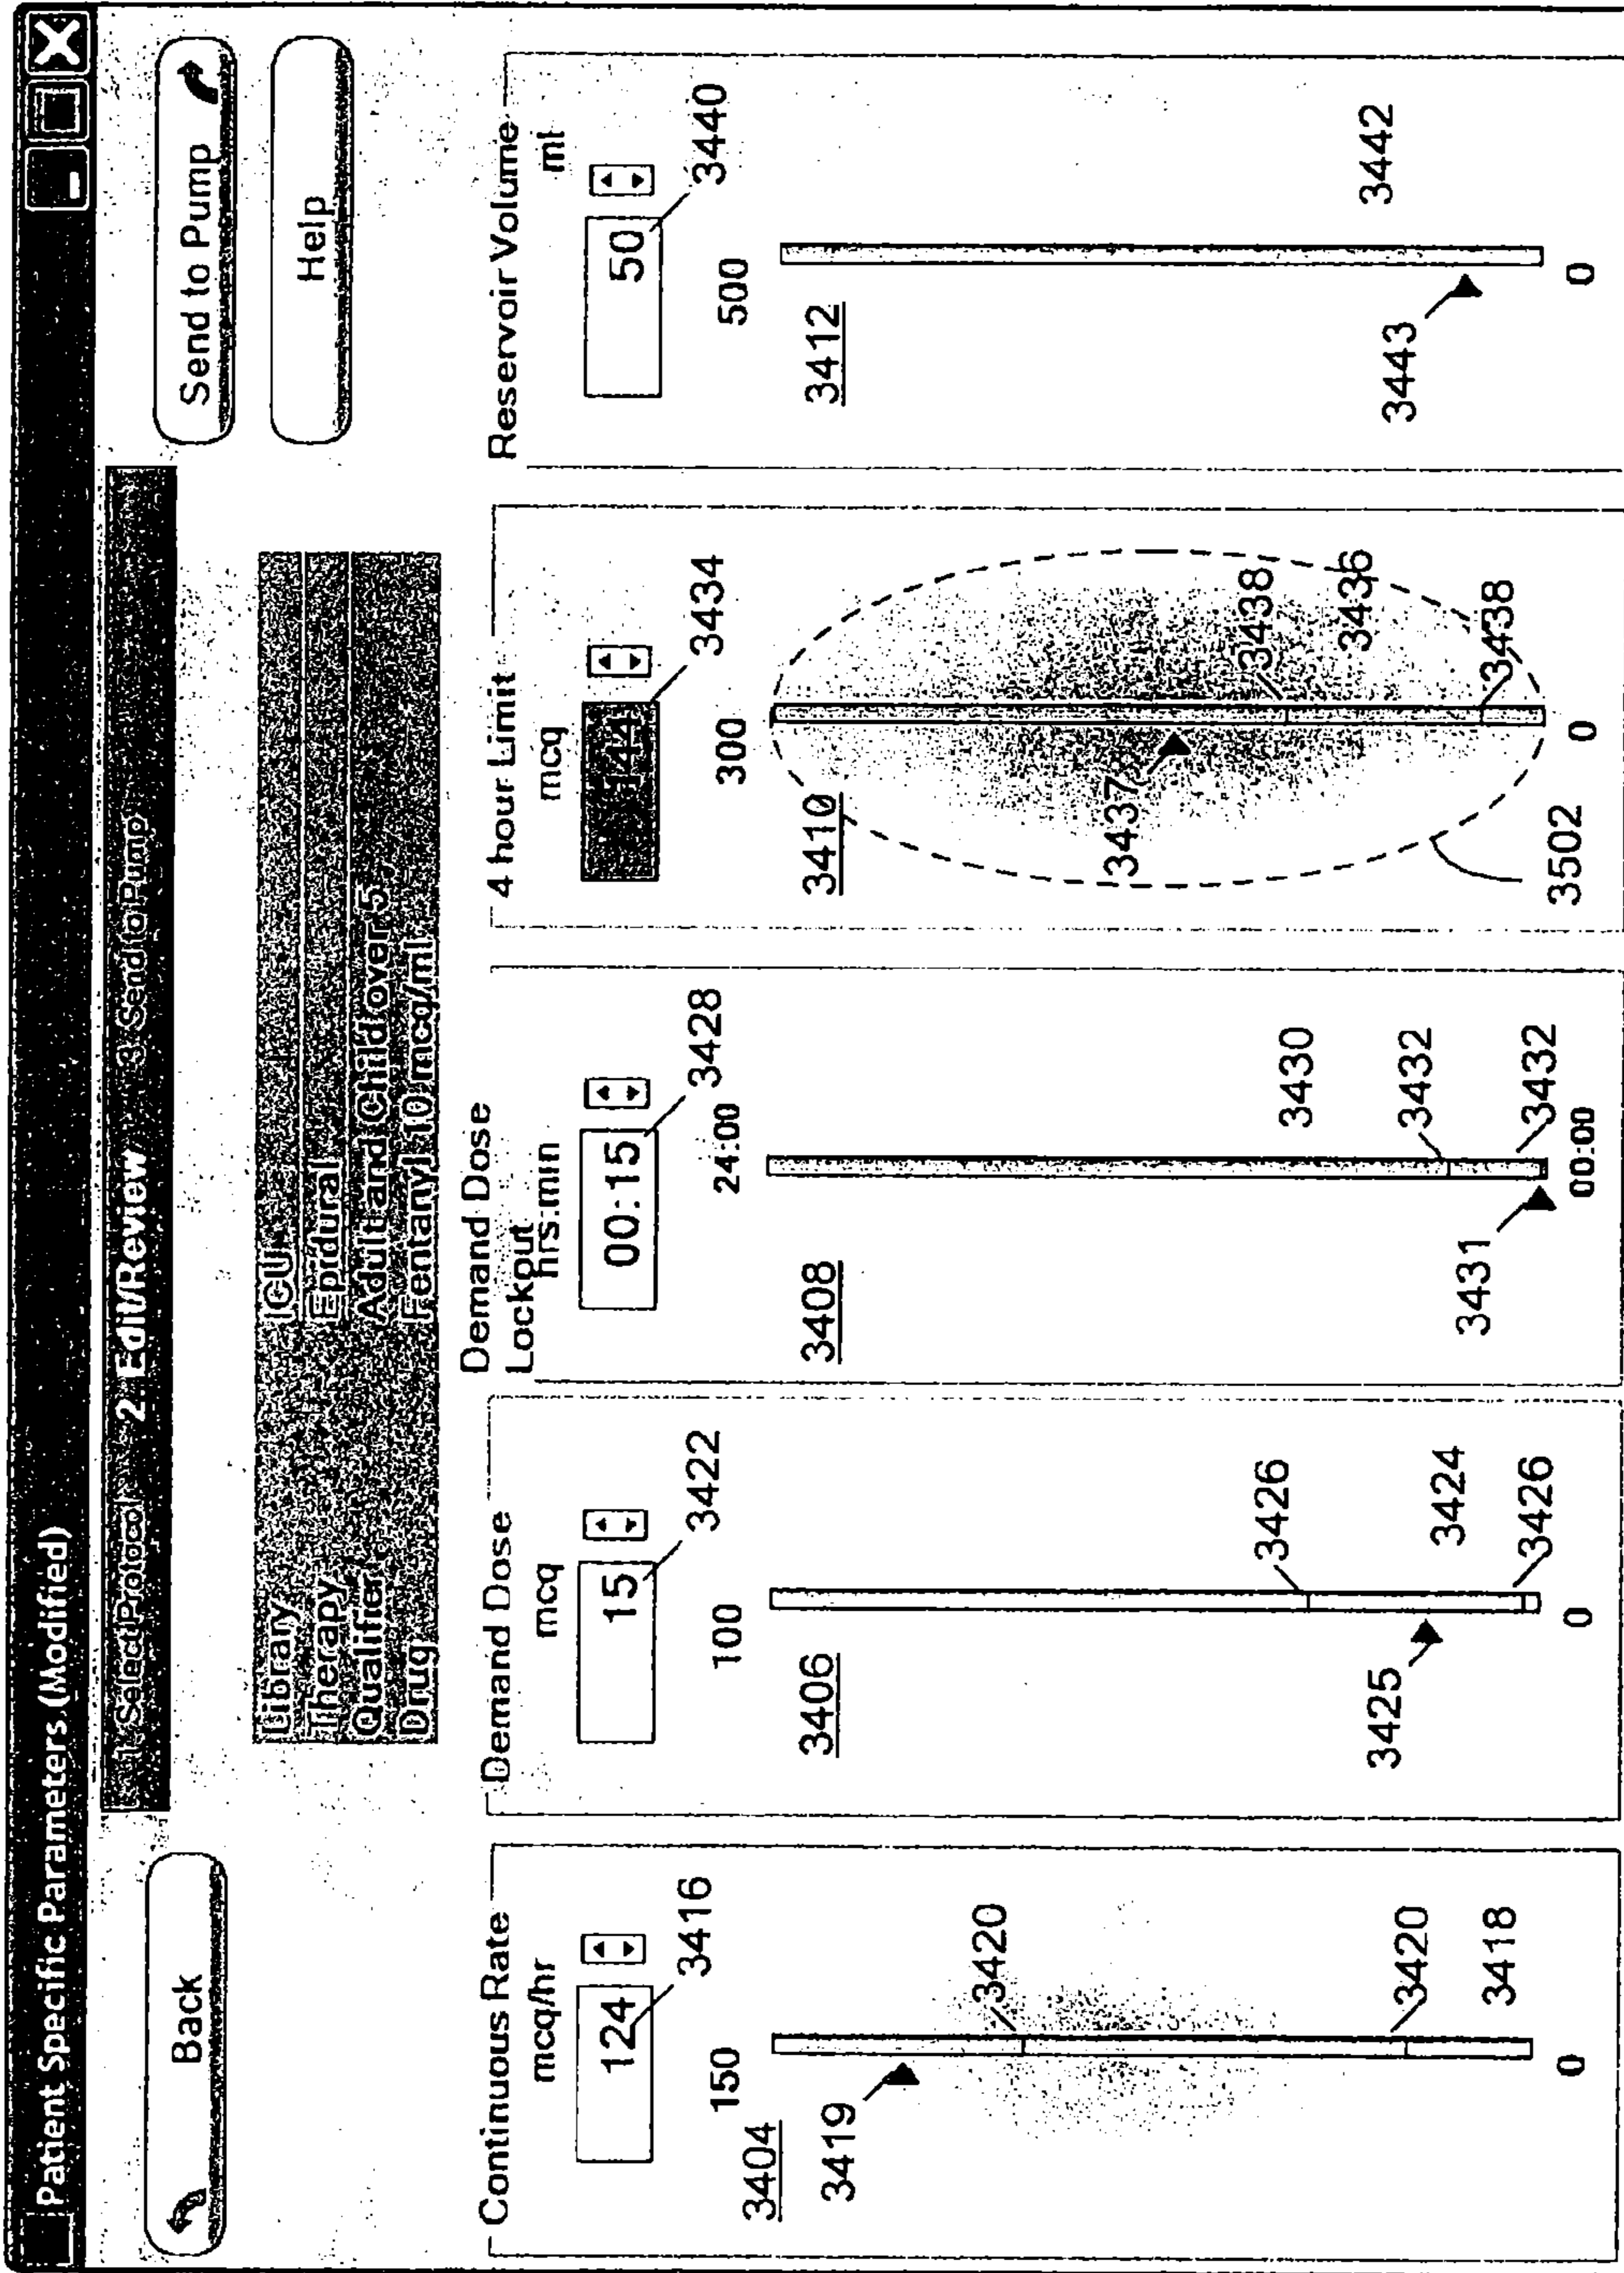 Patient Specific Parameters (Modified)
Back
1 Select Protocol 2 Edit/Review 3 Send to Pump
Send to Pump
Help
Library ICU
Therapy Epidural
Qualifier Adult and Child over 5
Drug Fentanyl 10 mcq/ml
Continuous Rate
mcq/hr
124
3416
150
3404
3419
3420
3420
3418
0
Demand Dose
mcq
15
3422
100
3406
3426
3425
3424
3426
0
Demand Dose
Lockout
hrs:min
00:15
3428
24:00
3408
3430
3432
3431
3432
00:00
4 hour Limit
mcq
144
3434
300
3410
3437
3438
3436
3438
0
3502
Reservoir Volume
ml
50
3440
500
3412
3442
3443
0